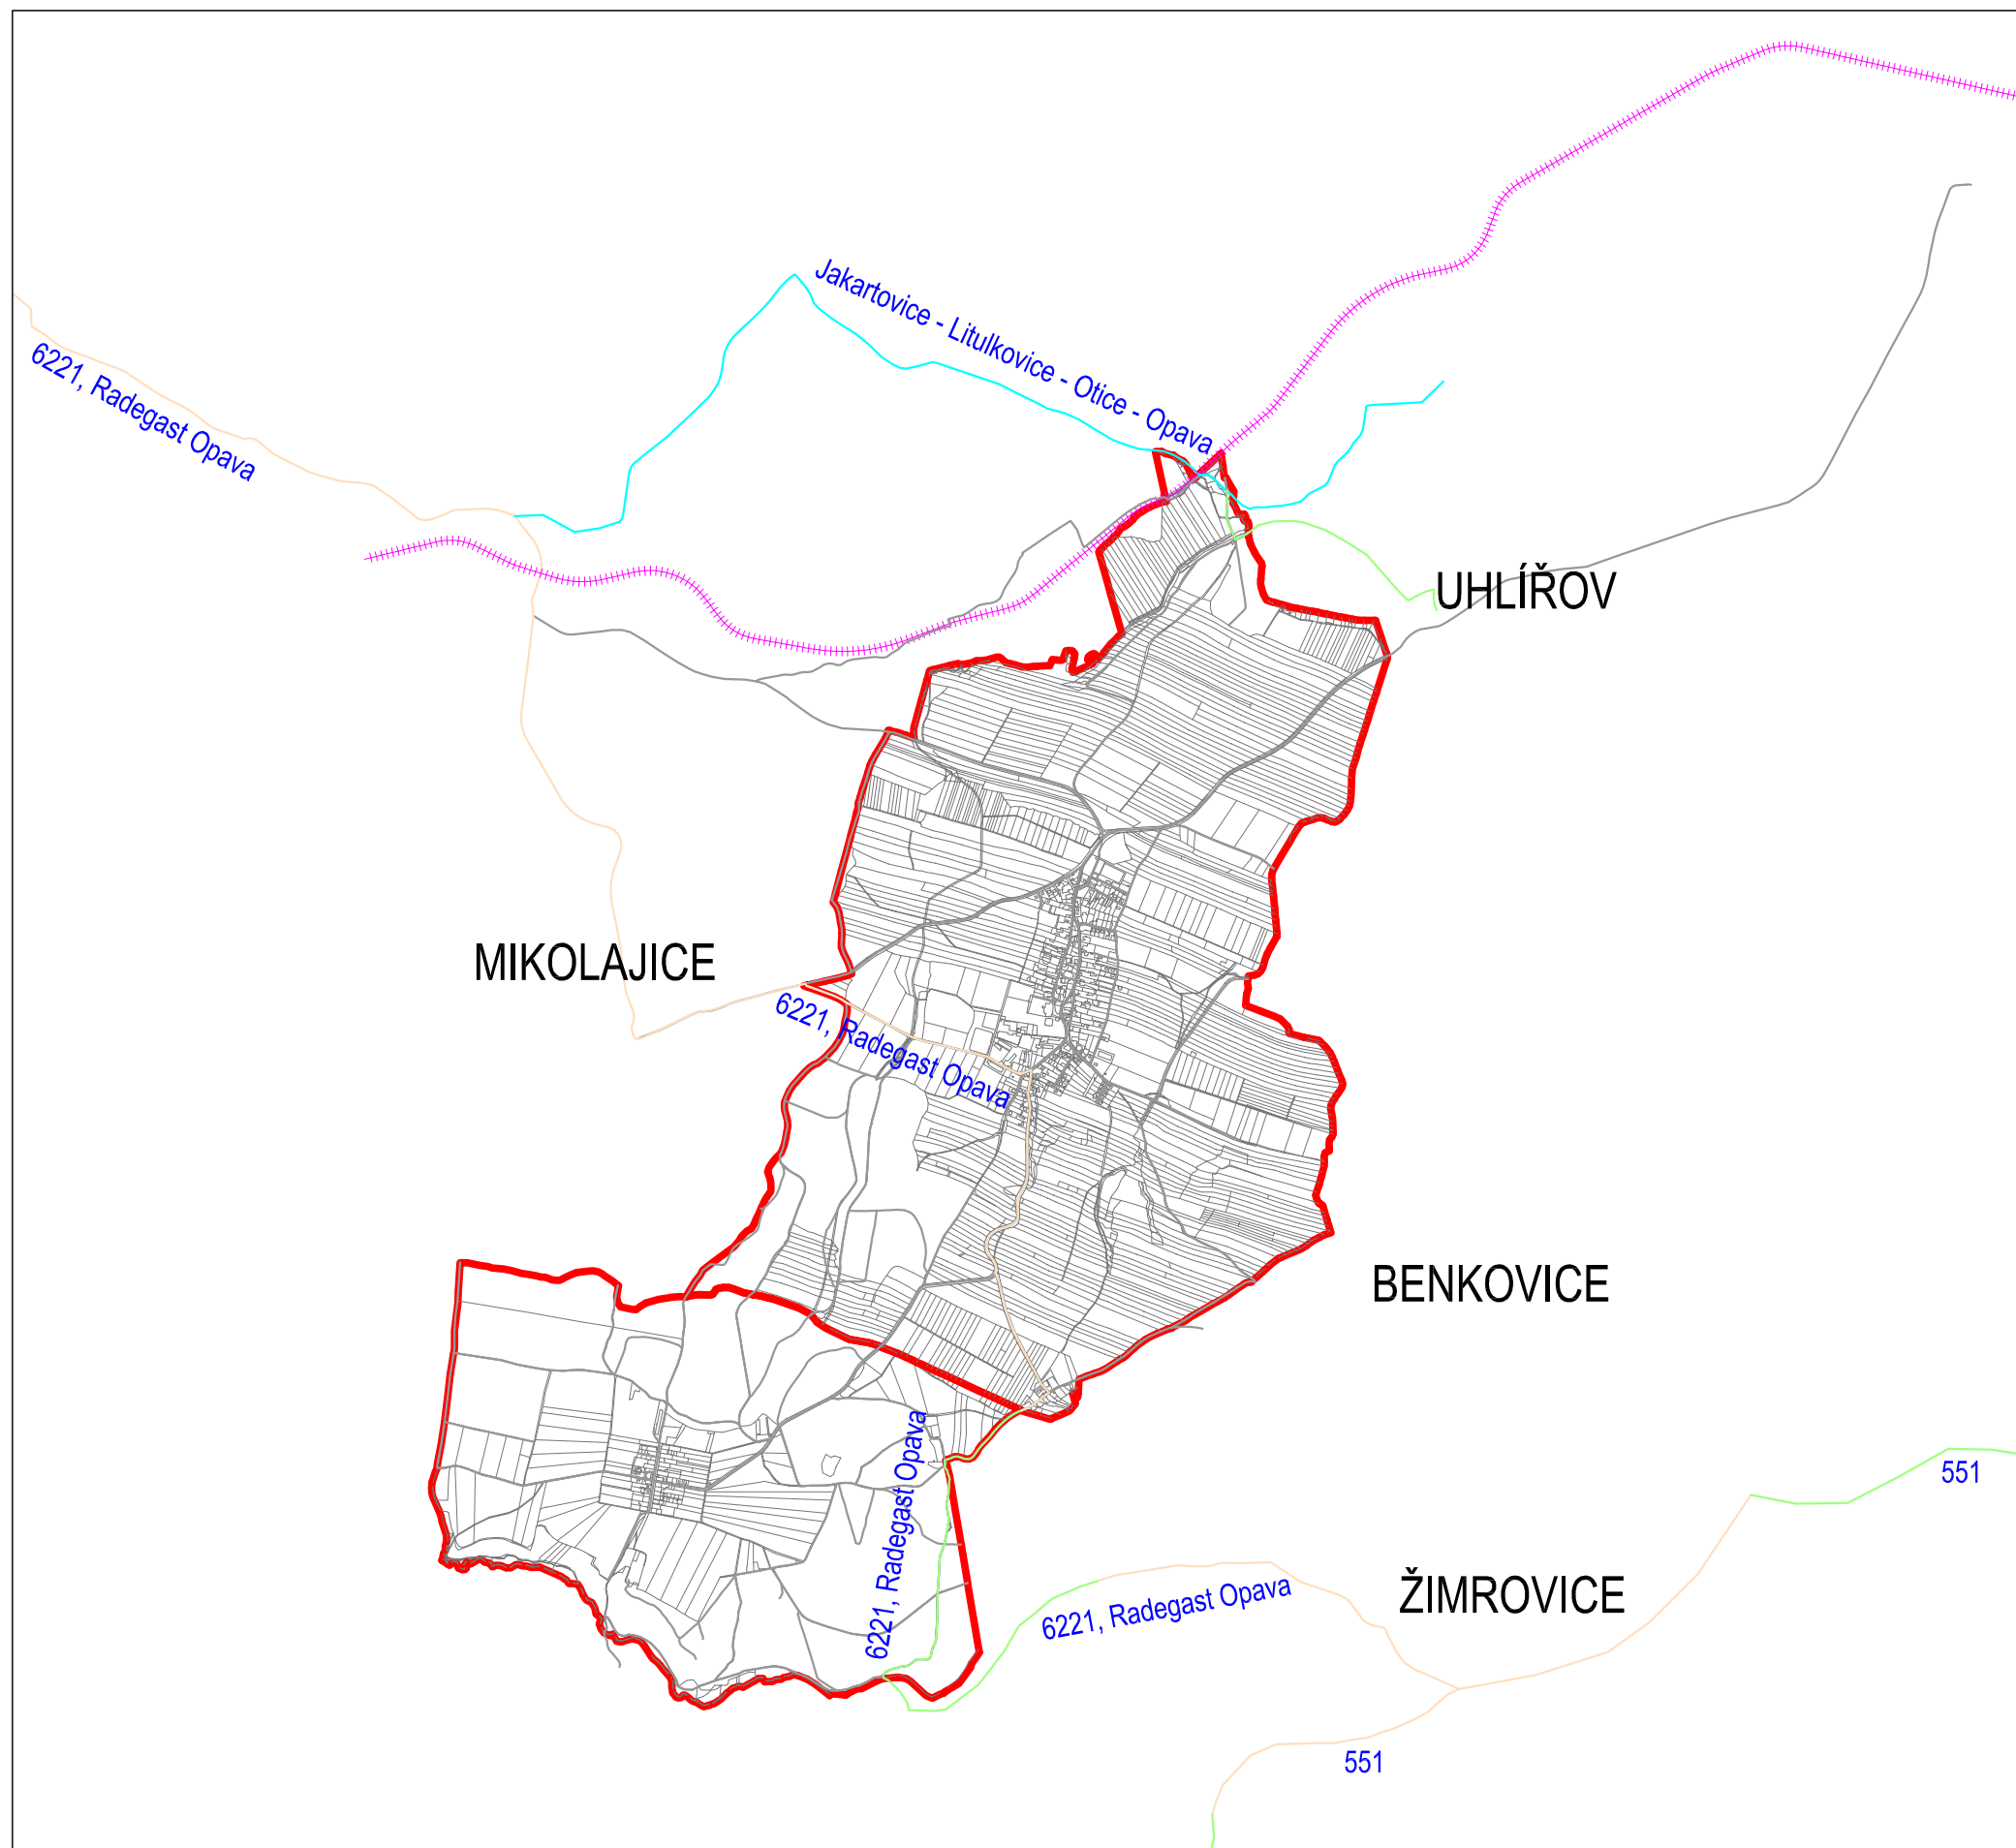 Jakartovice - Litulkovice - Otice - Opava
6221, Radegast Opava
UHLÍŘOV
MIKOLAJICE
6221, Radegast Opava
BENKOVICE
6221, Radegast Opava
551
ŽIMROVICE
6221, Radegast Opava
551